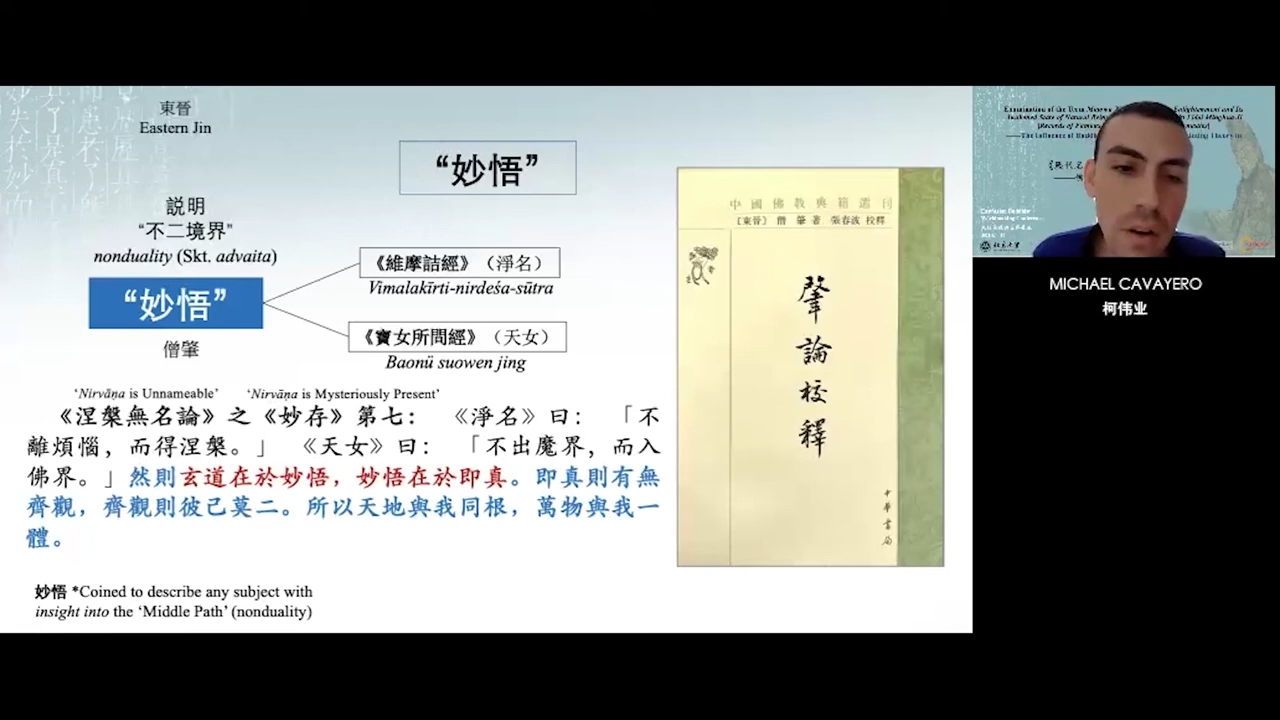 東晉
Eastern Jin
“妙悟”
説明
“不二境界”
nonduality (Skt. advaita)
“妙悟”
僧肇
《維摩詰經》（淨名）
Vimalakīrti-nirdeśa-sūtra
《寶女所問經》（天女）
Baonü suowen jing
‘Nirvāṇa is Unnameable’ ‘Nirvāṇa is Mysteriously Present’
《涅槃無名論》之《妙存》第七： 《淨名》曰： 「不
離煩惱，而得涅槃。」 《天女》曰： 「不出魔界，而入
佛界。」然則玄道在於妙悟，妙悟在於即真。即真則有無
齊觀，齊觀則彼己莫二。所以天地與我同根，萬物與我一
體。
妙悟 *Coined to describe any subject with
insight into the ‘Middle Path’ (nonduality)
中國佛教典籍選刊
〔東晉〕 僧 肇 著 張春波 校釋
肇論校釋
中華書局
MICHAEL CAVAYERO
柯伟业